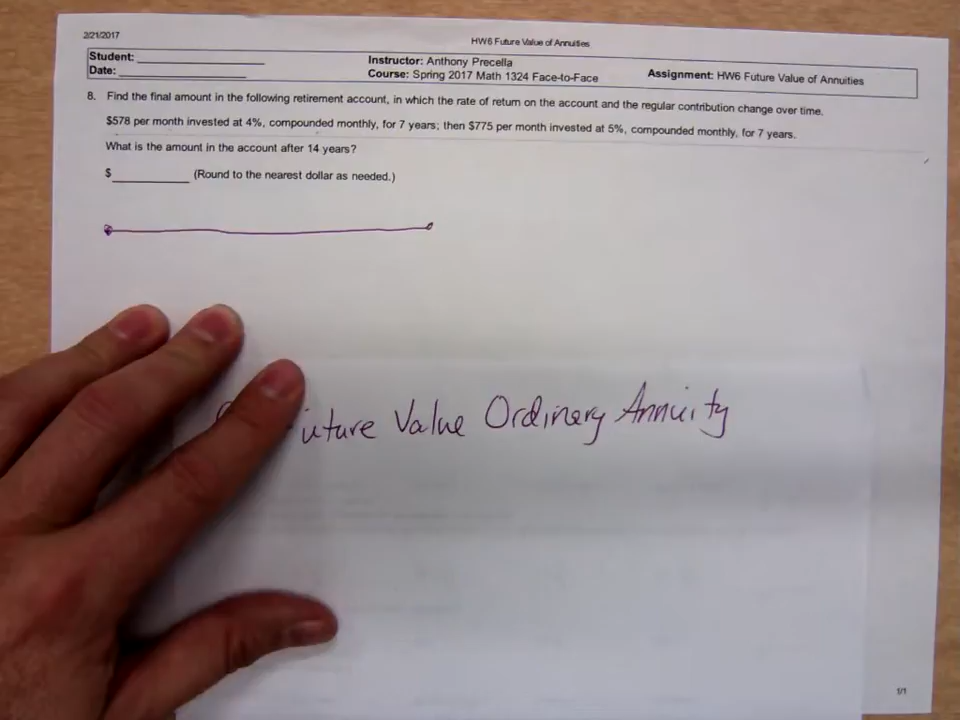 2/21/2017
HW6 Future Value of Annuities
Student:
Date:
Instructor: Anthony Precella
Course: Spring 2017 Math 1324 Face-to-Face
Assignment: HW6 Future Value of Annuities
8. Find the final amount in the following retirement account, in which the rate of return on the account and the regular contribution change over time.
$578 per month invested at 4%, compounded monthly, for 7 years; then $775 per month invested at 5%, compounded monthly, for 7 years.
What is the amount in the account after 14 years?
$ (Round to the nearest dollar as needed.)
uture Value Ordinary Annuity
1/1